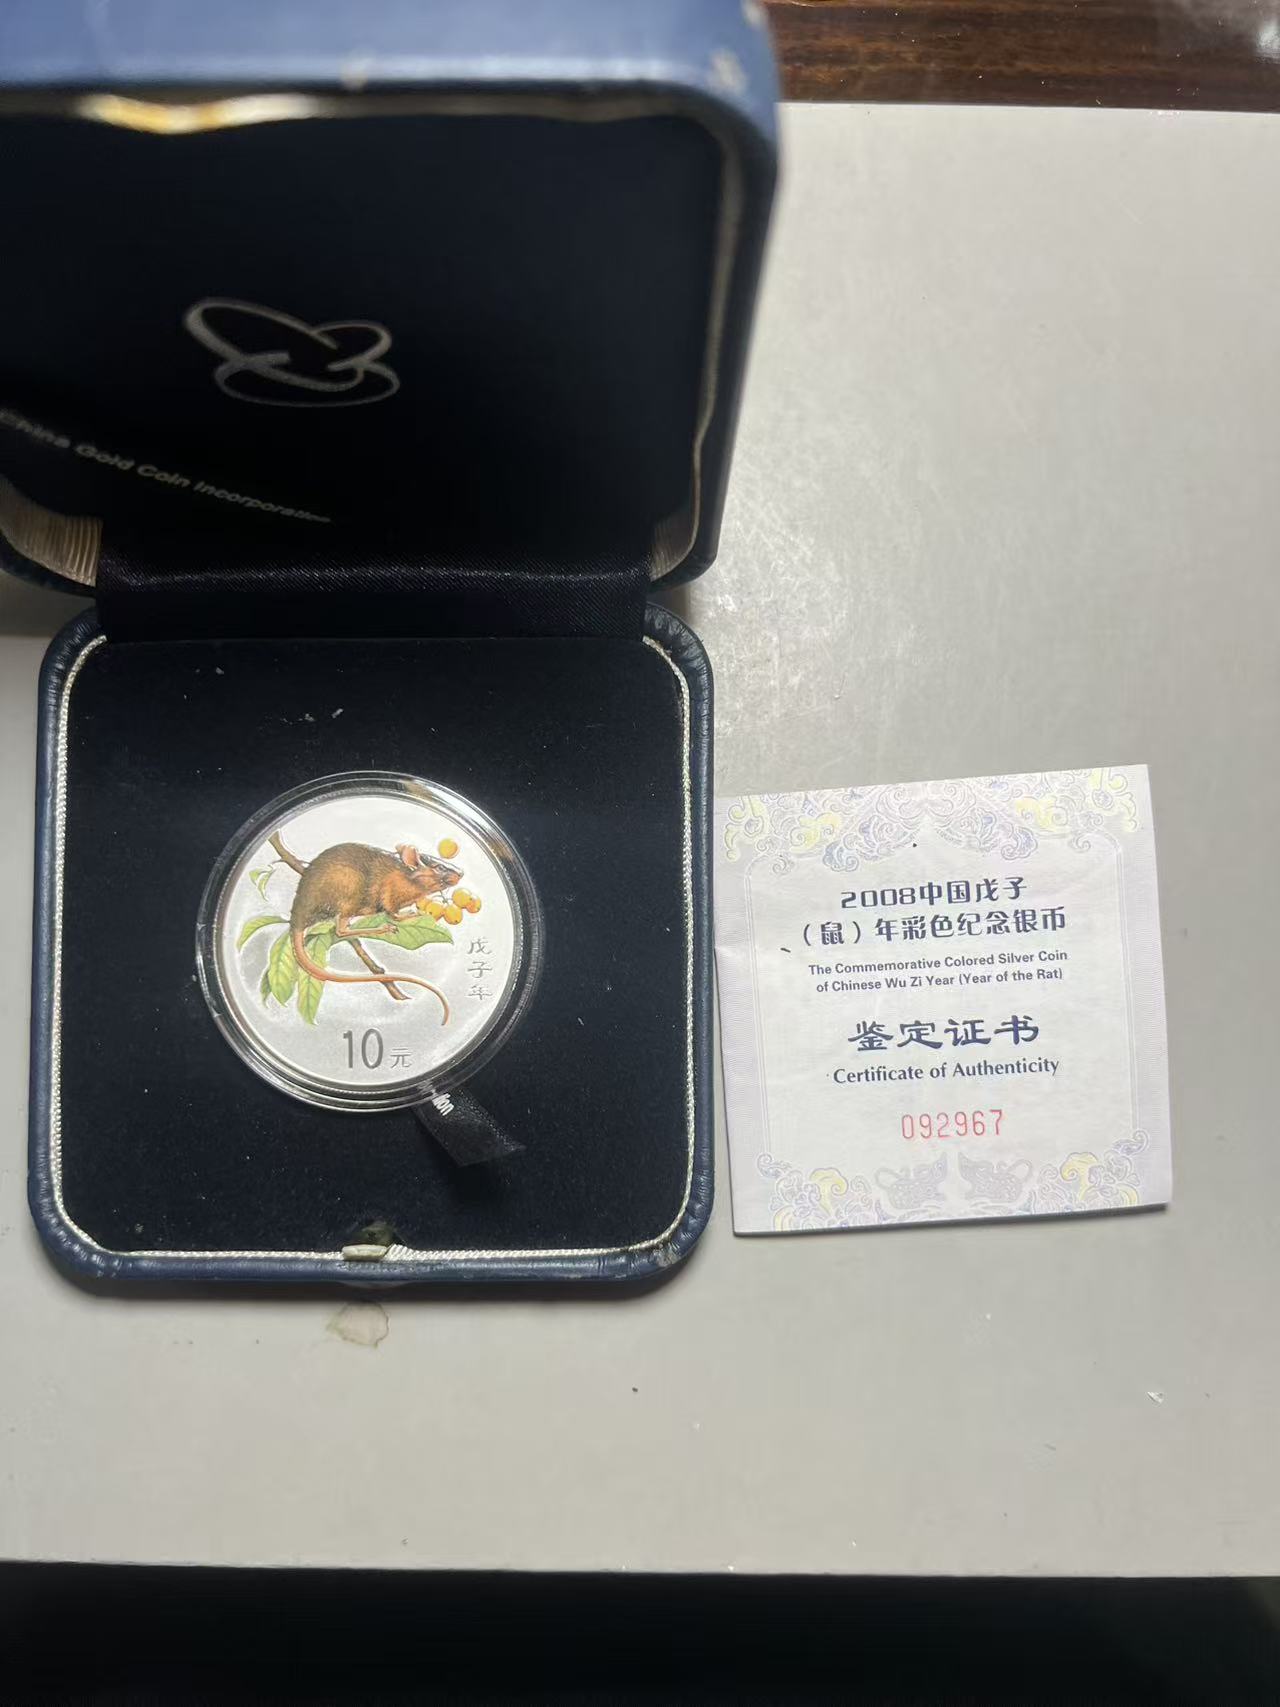 China Gold Coin Incorporation
戊
子
年
10元
2008中国戊子
（鼠）年彩色纪念银币
The Commemorative Colored Silver Coin
of Chinese Wu Zi Year (Year of the Rat)
鉴定证书
Certificate of Authenticity
092967